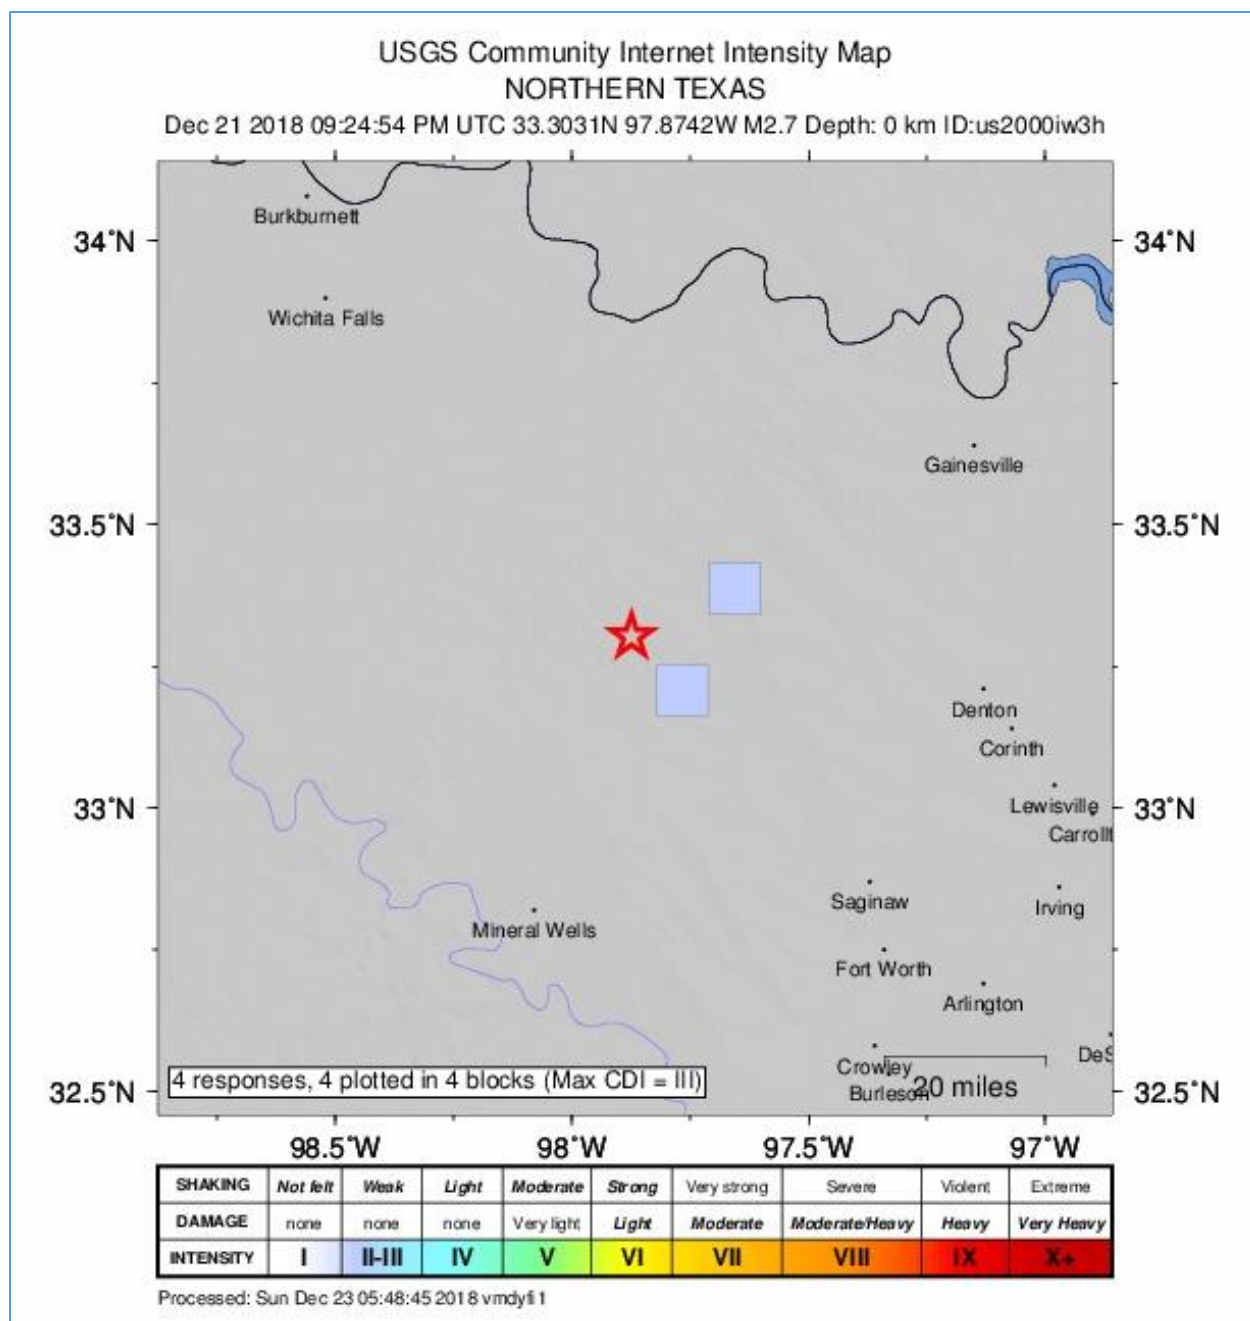 USGS Community Internet Intensity Map
NORTHERN TEXAS
Dec 21 2018 09:24:54 PM UTC 33.3031N 97.8742W M2.7 Depth: 0 km ID:us2000iw3h
Burkburnett
34˚N 34˚N
Wichita Falls
Gainesville
33.5˚N 33.5˚N
Denton
Corinth
Lewisville
33˚N 33˚N
Carrollt
Saginaw
Irving
Mineral Wells
Fort Worth
Arlington
DeS
Crowley
4 responses, 4 plotted in 4 blocks (Max CDI = III)
20 miles
Burleson
32.5˚N 32.5˚N
98.5˚W 98˚W 97.5˚W 97˚W
SHAKING Not felt Weak Light Moderate Strong Very strong Severe Violent Extreme
DAMAGE none none none Very light Light Moderate Moderate/Heavy Heavy Very Heavy
INTENSITY I II-III IV V VI VII VIII IX X+
Processed: Sun Dec 23 05:48:45 2018 vmdyfi1